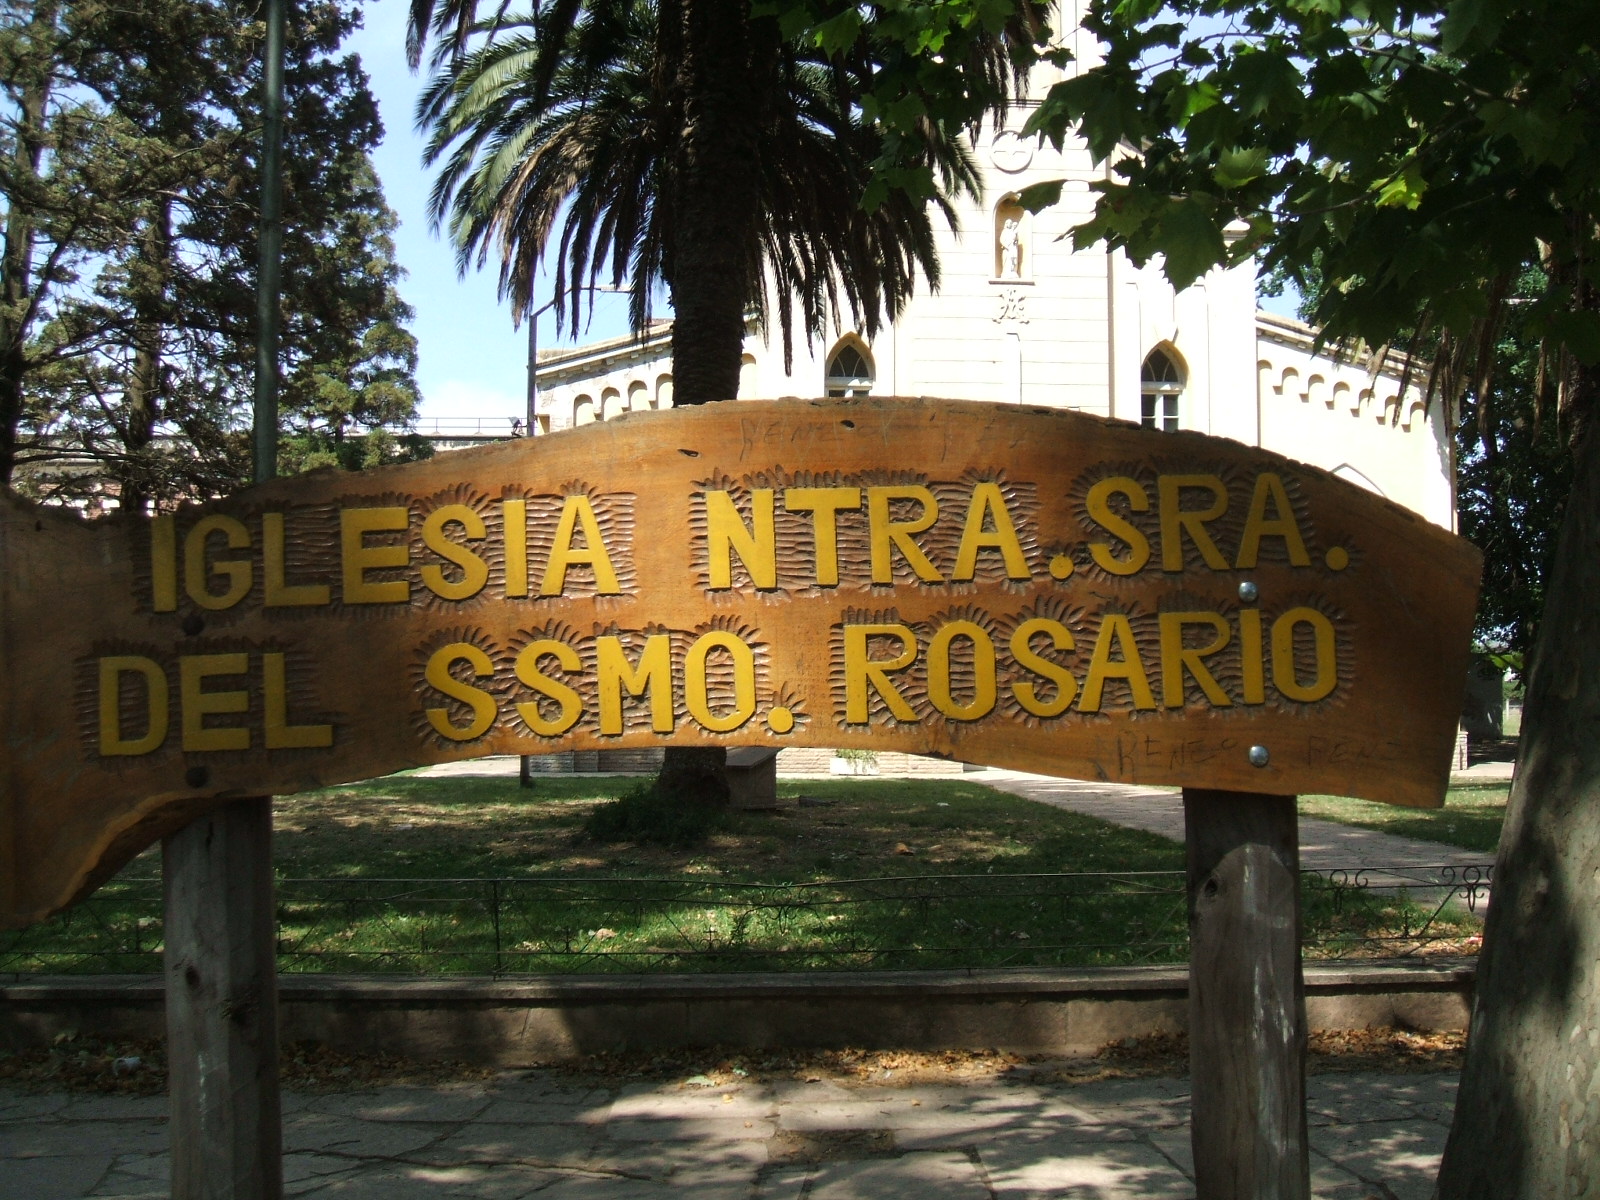 IGLESIA NTRA. SRA.
DEL SSMO. ROSARIO